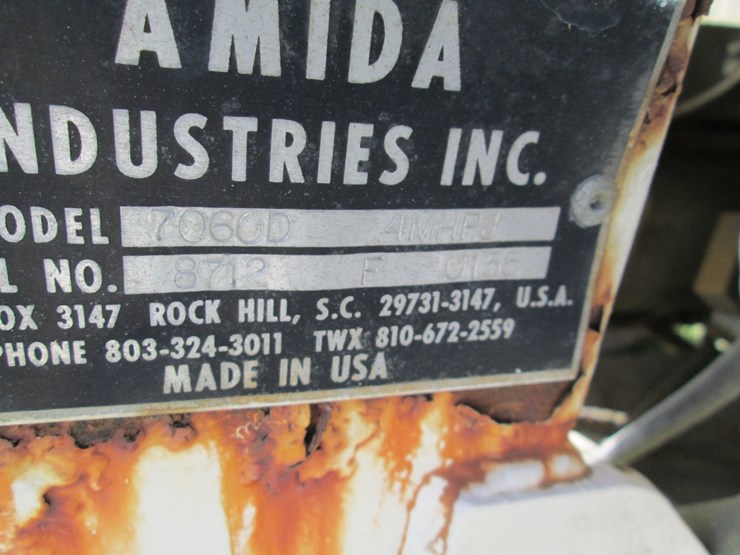 AMIDA
NDUSTRIES INC.
ODEL 7060D 4MHPJ
L NO. 8712 F
OX 3147 ROCK HILL, S.C. 29731-3147, U.S.A.
PHONE 803-324-3011 TWX 810-672-2559
MADE IN USA